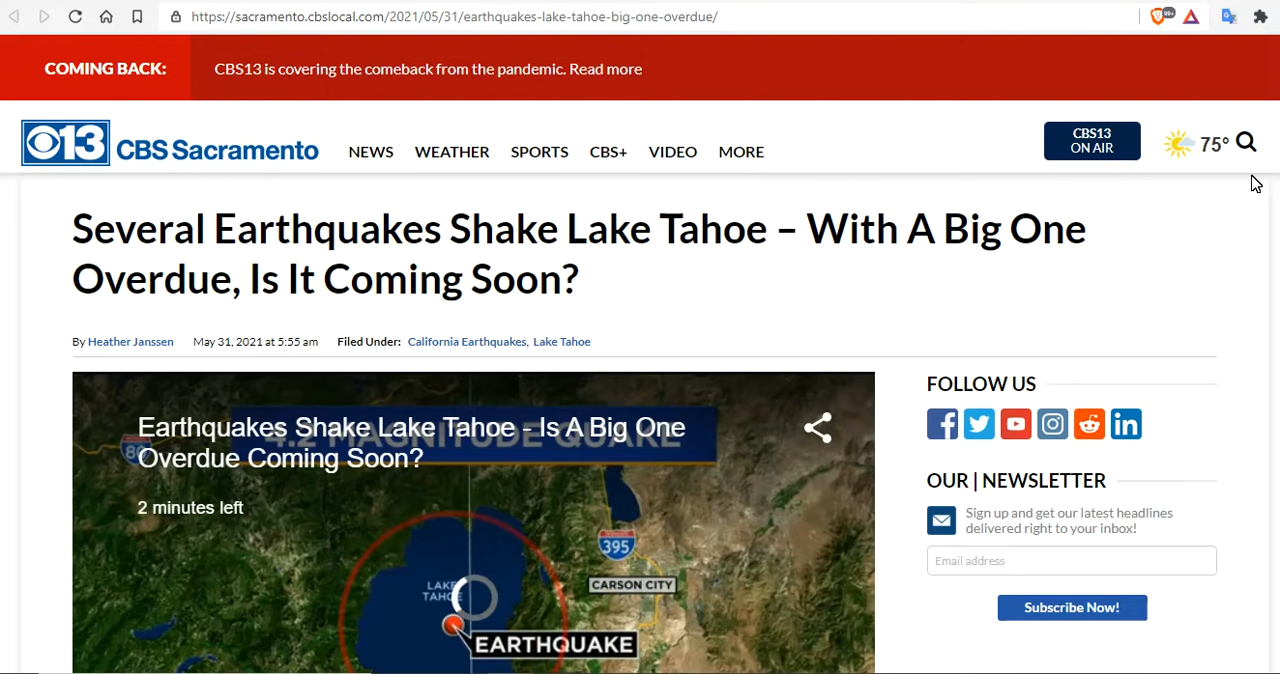 https://sacramento.cbslocal.com/2021/05/31/earthquakes-lake-tahoe-big-one-overdue/
99+
COMING BACK: CBS13 is covering the comeback from the pandemic. Read more
13 CBS Sacramento
NEWS WEATHER SPORTS CBS+ VIDEO MORE
CBS13
ON AIR
75°
Several Earthquakes Shake Lake Tahoe – With A Big One
Overdue, Is It Coming Soon?
By Heather Janssen May 31, 2021 at 5:55 am Filed Under: California Earthquakes, Lake Tahoe
Earthquakes Shake Lake Tahoe - Is A Big One
Overdue Coming Soon?
2 minutes left
4.2 MAGNITUDE QUAKE
80
395
CARSON CITY
LAKE
TAHOE
EARTHQUAKE
FOLLOW US
OUR | NEWSLETTER
Sign up and get our latest headlines
delivered right to your inbox!
Email address
Subscribe Now!